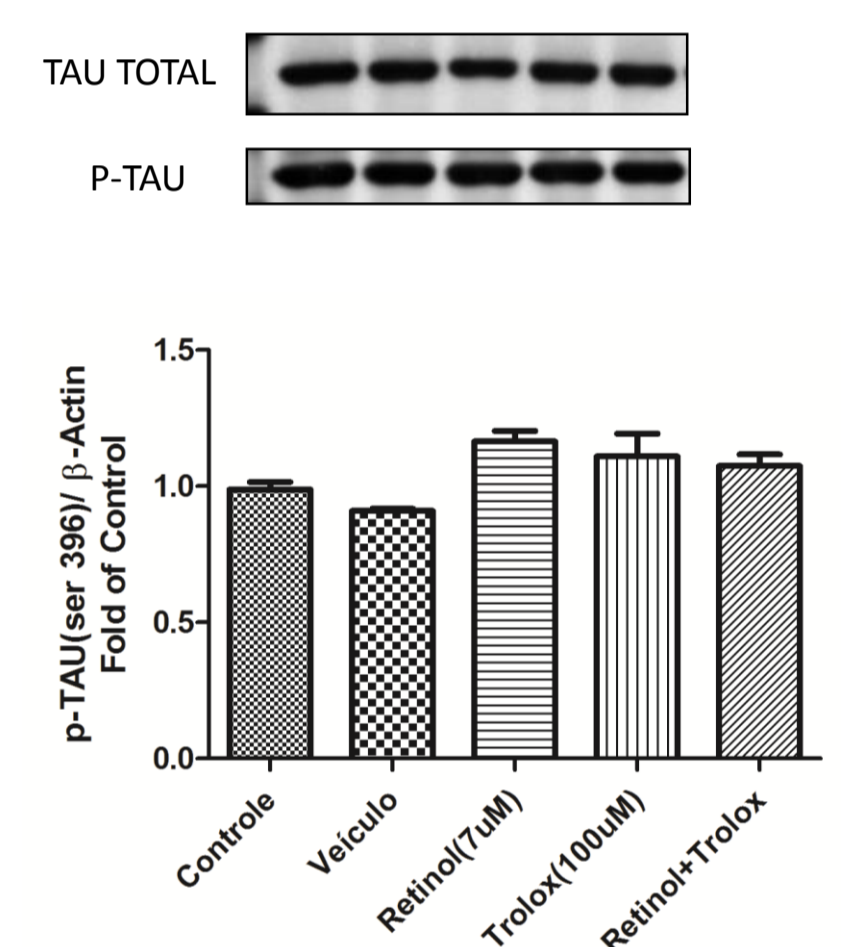 TAU TOTAL
P-TAU
p-TAU(ser 396)/ β-Actin
Fold of Control
1.5
1.0
0.5
0.0
Controle
Veículo
Retinol(7uM)
Trolox(100uM)
Retinol+Trolox